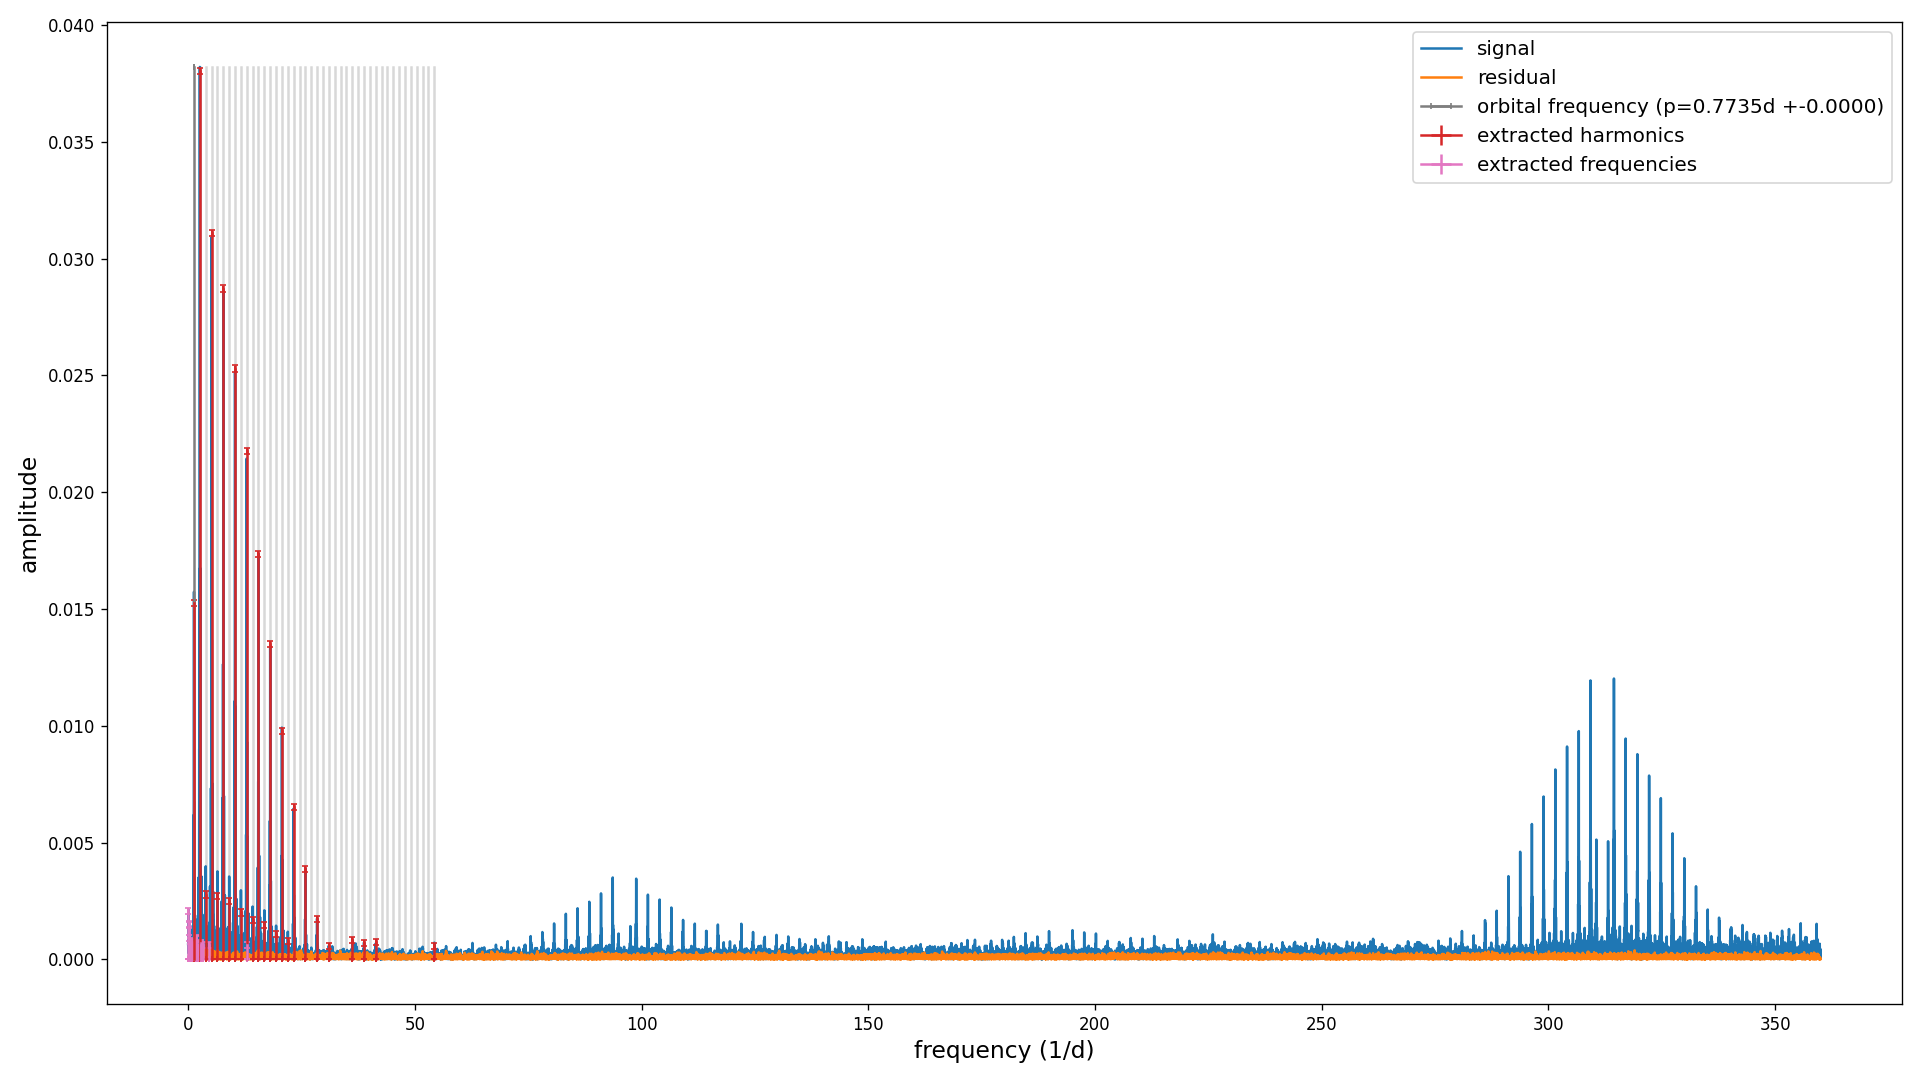 0.040
0.035
0.030
0.025
0.020
0.015
0.010
0.005
0.000
amplitude
0
50
100
150
200
250
300
350
frequency (1/d)
signal
residual
orbital frequency (p=0.7735d +-0.0000)
extracted harmonics
extracted frequencies